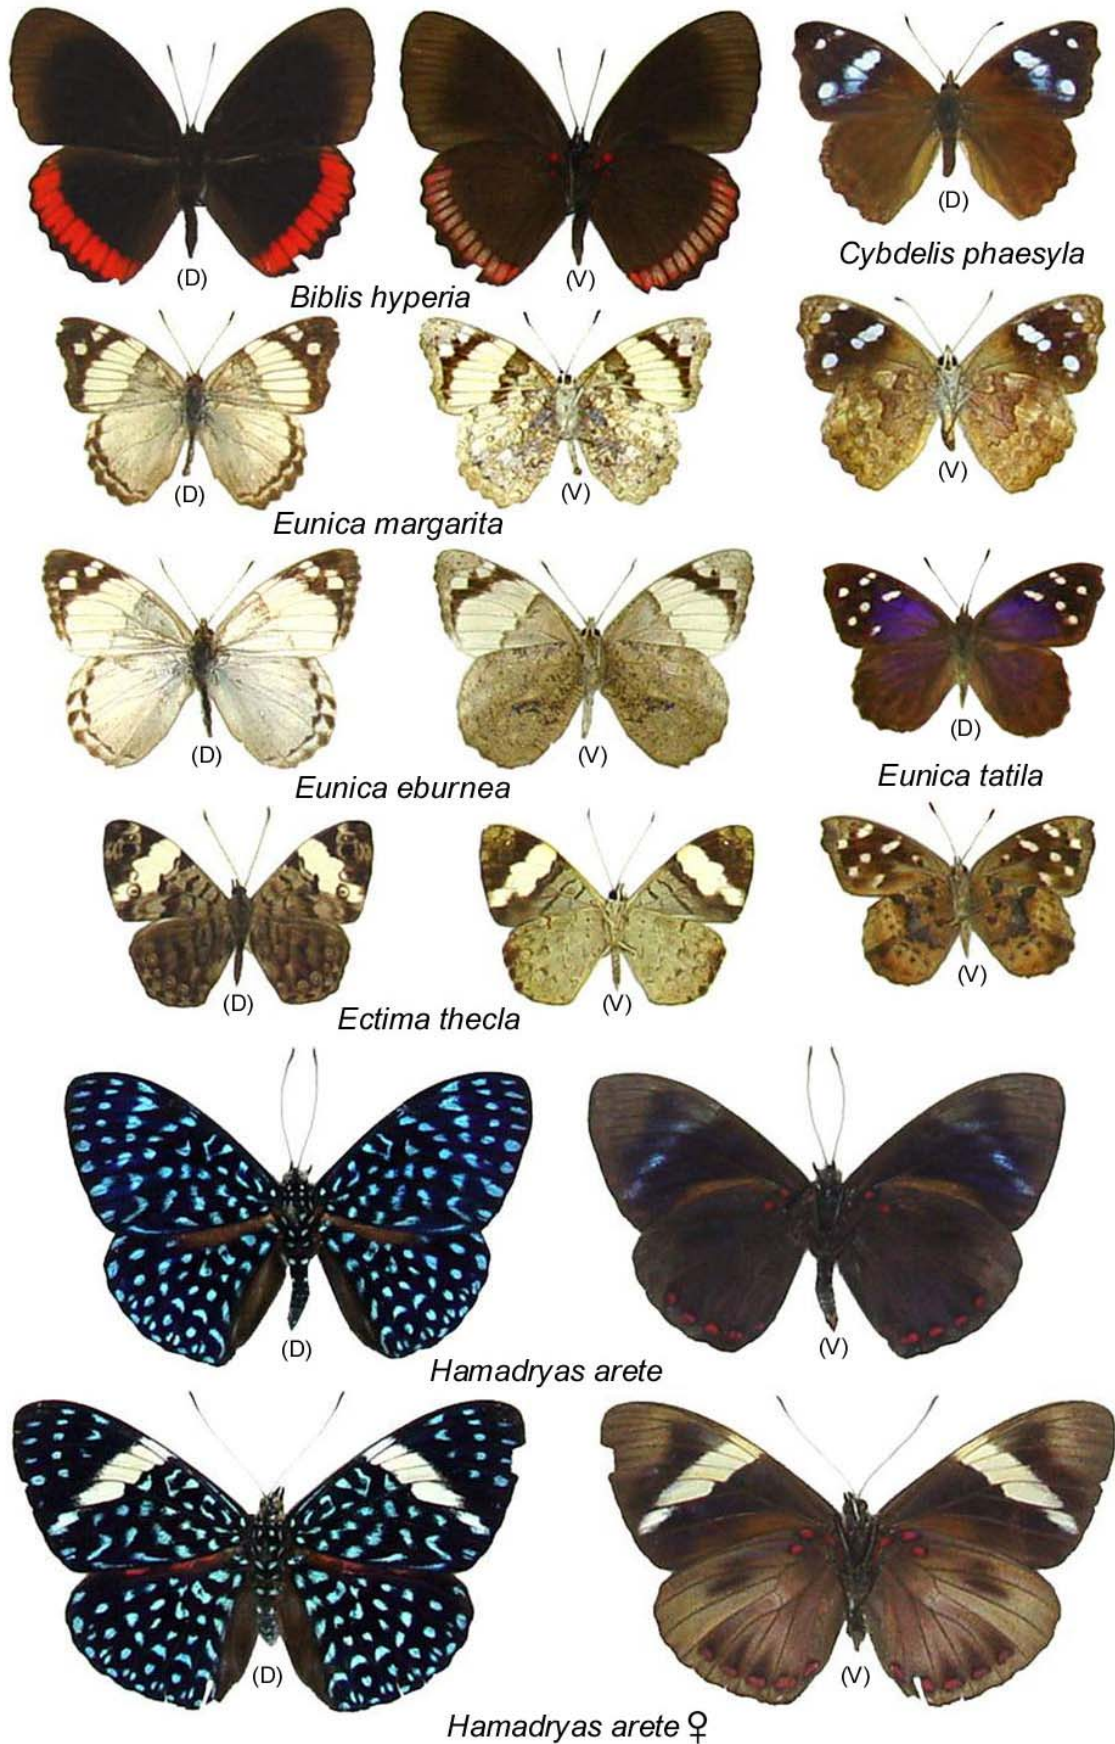 (D)
(V)
Biblis hyperia
(D)
Cybdelis phaesyla
(D)
(V)
Eunica margarita
(V)
(D)
(V)
Eunica eburnea
(D)
Eunica tatila
(D)
(V)
Ectima thecla
(V)
(D)
(V)
Hamadryas arete
(D)
(V)
Hamadryas arete ♀